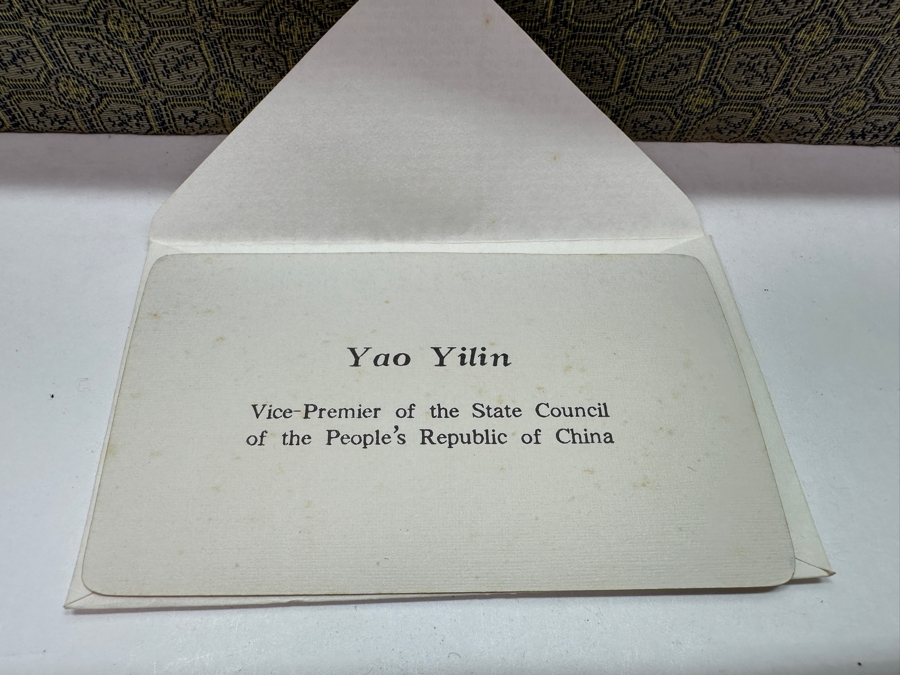 Yao Yilin
Vice-Premier of the State Council
of the People's Republic of China